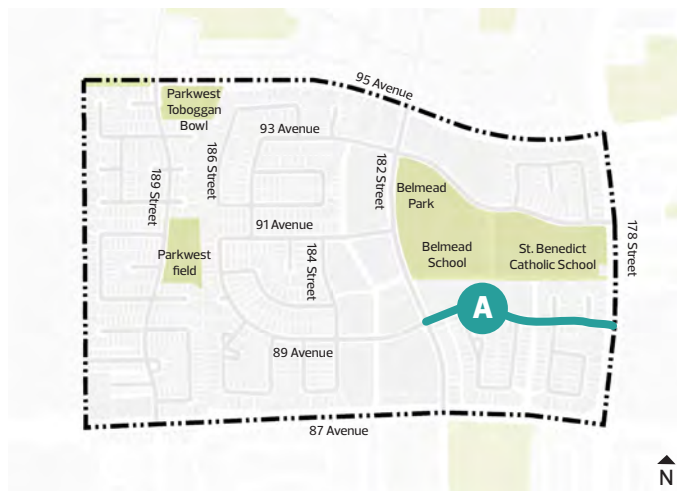 95 Avenue
Parkwest
Toboggan
Bowl
93 Avenue
186 Street
182 Street
189 Street
Belmead
Park
91 Avenue
178 Street
Belmead
School
St. Benedict
Catholic School
Parkwest
field
184 Street
A
89 Avenue
87 Avenue
N